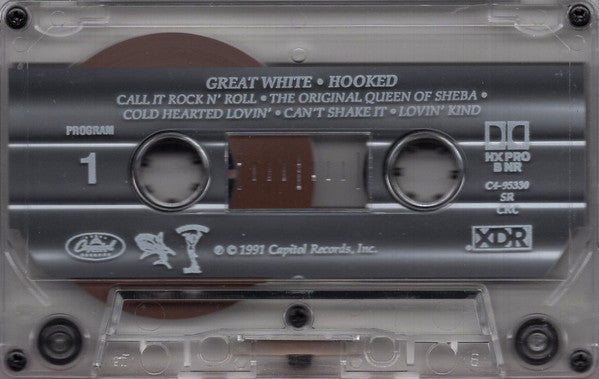 GREAT WHITE • HOOKED
CALL IT ROCK N' ROLL • THE ORIGINAL QUEEN OF SHEBA •
COLD HEARTED LOVIN' • CAN'T SHAKE IT • LOVIN' KIND
PROGRAM
1
HX PRO
B NR
C4-95330
SR
CRC
XDR
Capitol
℗ © 1991 Capitol Records, Inc.